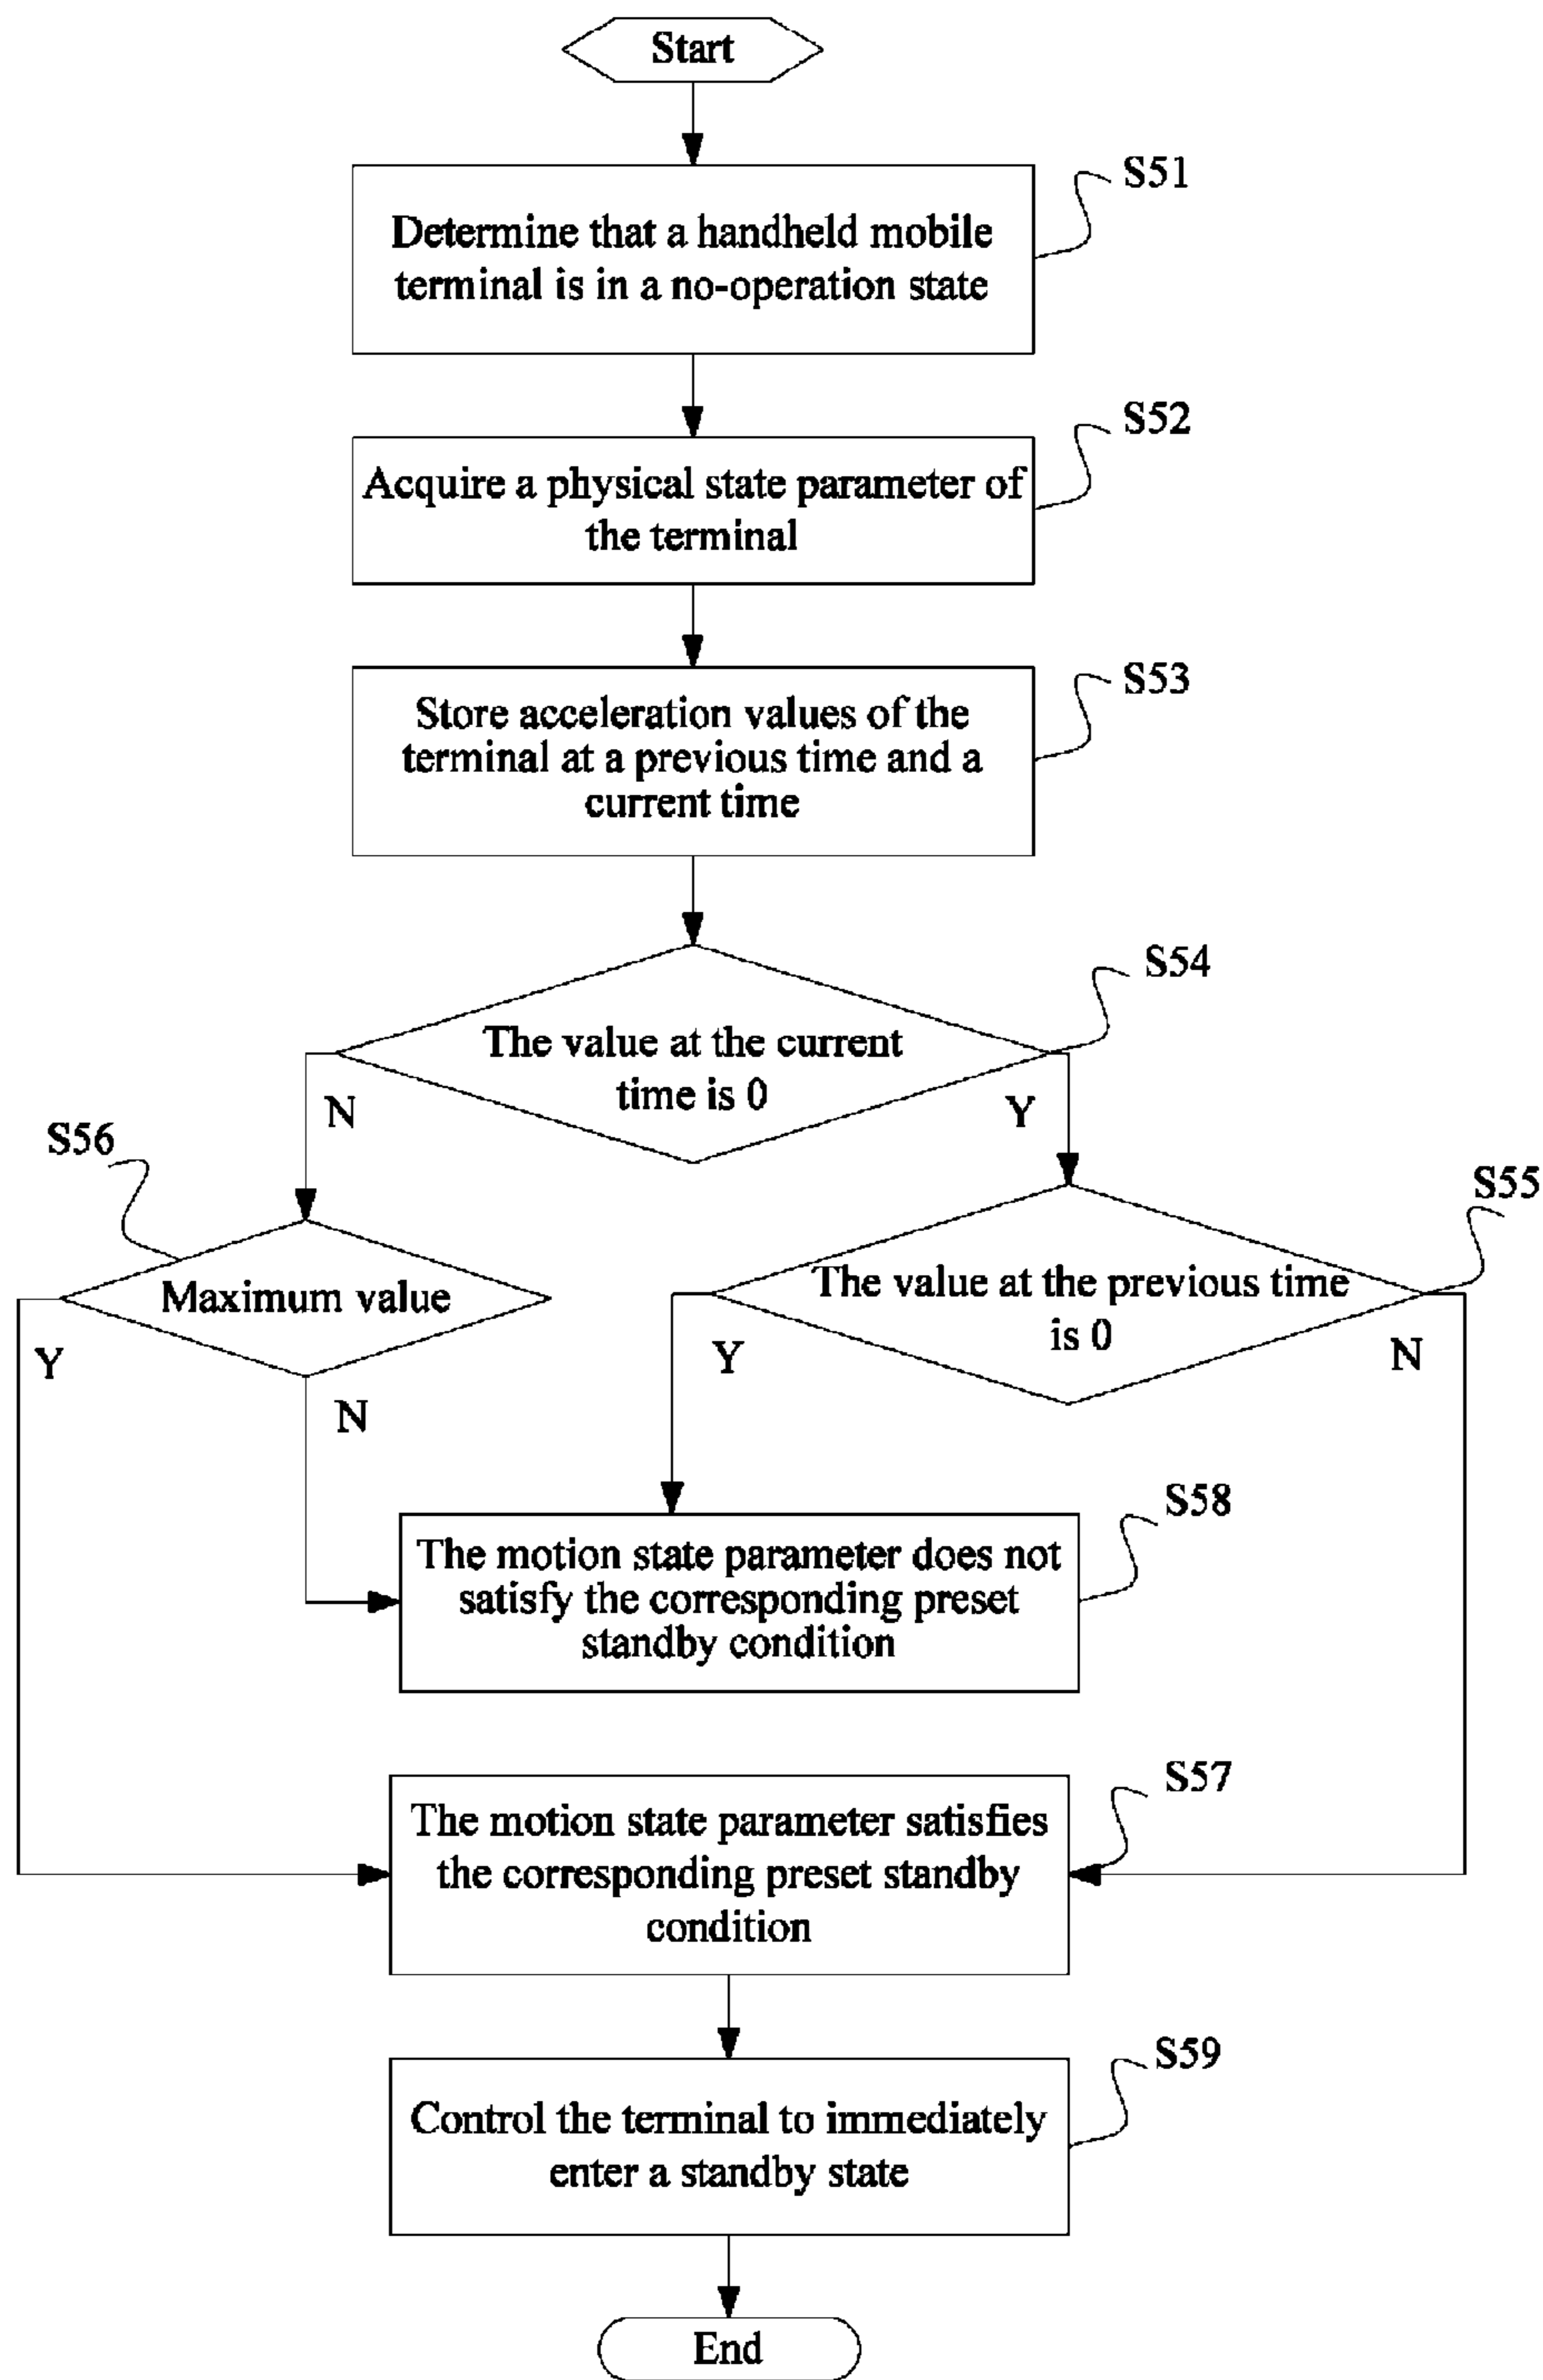 Start
S51
Determine that a handheld mobile
terminal is in a no-operation state
S52
Acquire a physical state parameter of
the terminal
S53
Store acceleration values of the
terminal at a previous time and a
current time
S54
The value at the current
time is 0
N
Y
S56
S55
Maximum value
The value at the previous time
is 0
Y
Y
N
N
S58
The motion state parameter does not
satisfy the corresponding preset
standby condition
S57
The motion state parameter satisfies
the corresponding preset standby
condition
S59
Control the terminal to immediately
enter a standby state
End